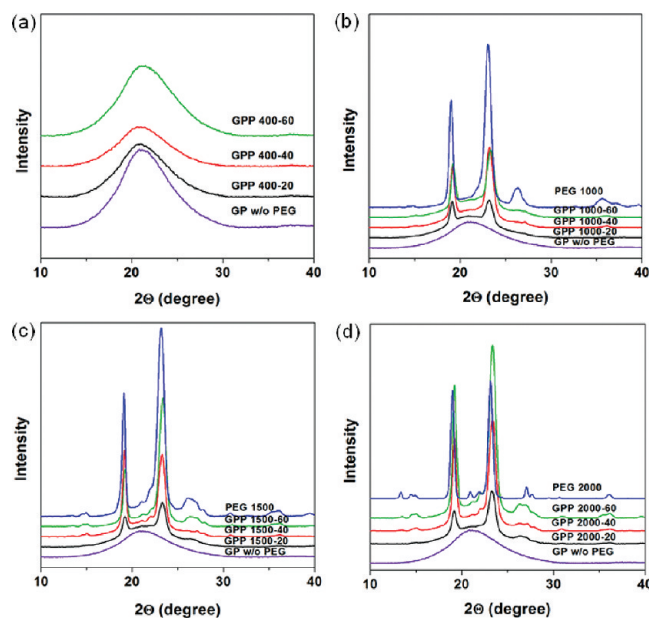 (a)
Intensity
GPP 400-60
GPP 400-40
GPP 400-20
GP w/o PEG
10 20 30 40
2Θ (degree)
(b)
Intensity
PEG 1000
GPP 1000-60
GPP 1000-40
GPP 1000-20
GP w/o PEG
10 20 30 40
2Θ (degree)
(c)
Intensity
PEG 1500
GPP 1500-60
GPP 1500-40
GPP 1500-20
GP w/o PEG
10 20 30 40
2Θ (degree)
(d)
Intensity
PEG 2000
GPP 2000-60
GPP 2000-40
GPP 2000-20
GP w/o PEG
10 20 30 40
2Θ (degree)